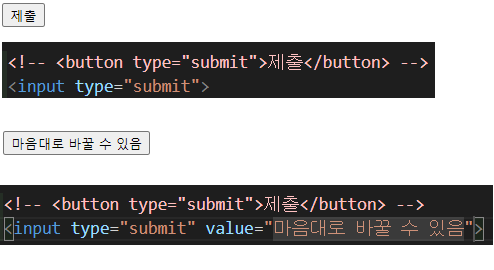 제출
<!-- <button type="submit">제출</button> -->
<input type="submit">
마음대로 바꿀 수 있음
<!-- <button type="submit">제출</button> -->
<input type="submit" value="마음대로 바꿀 수 있음">